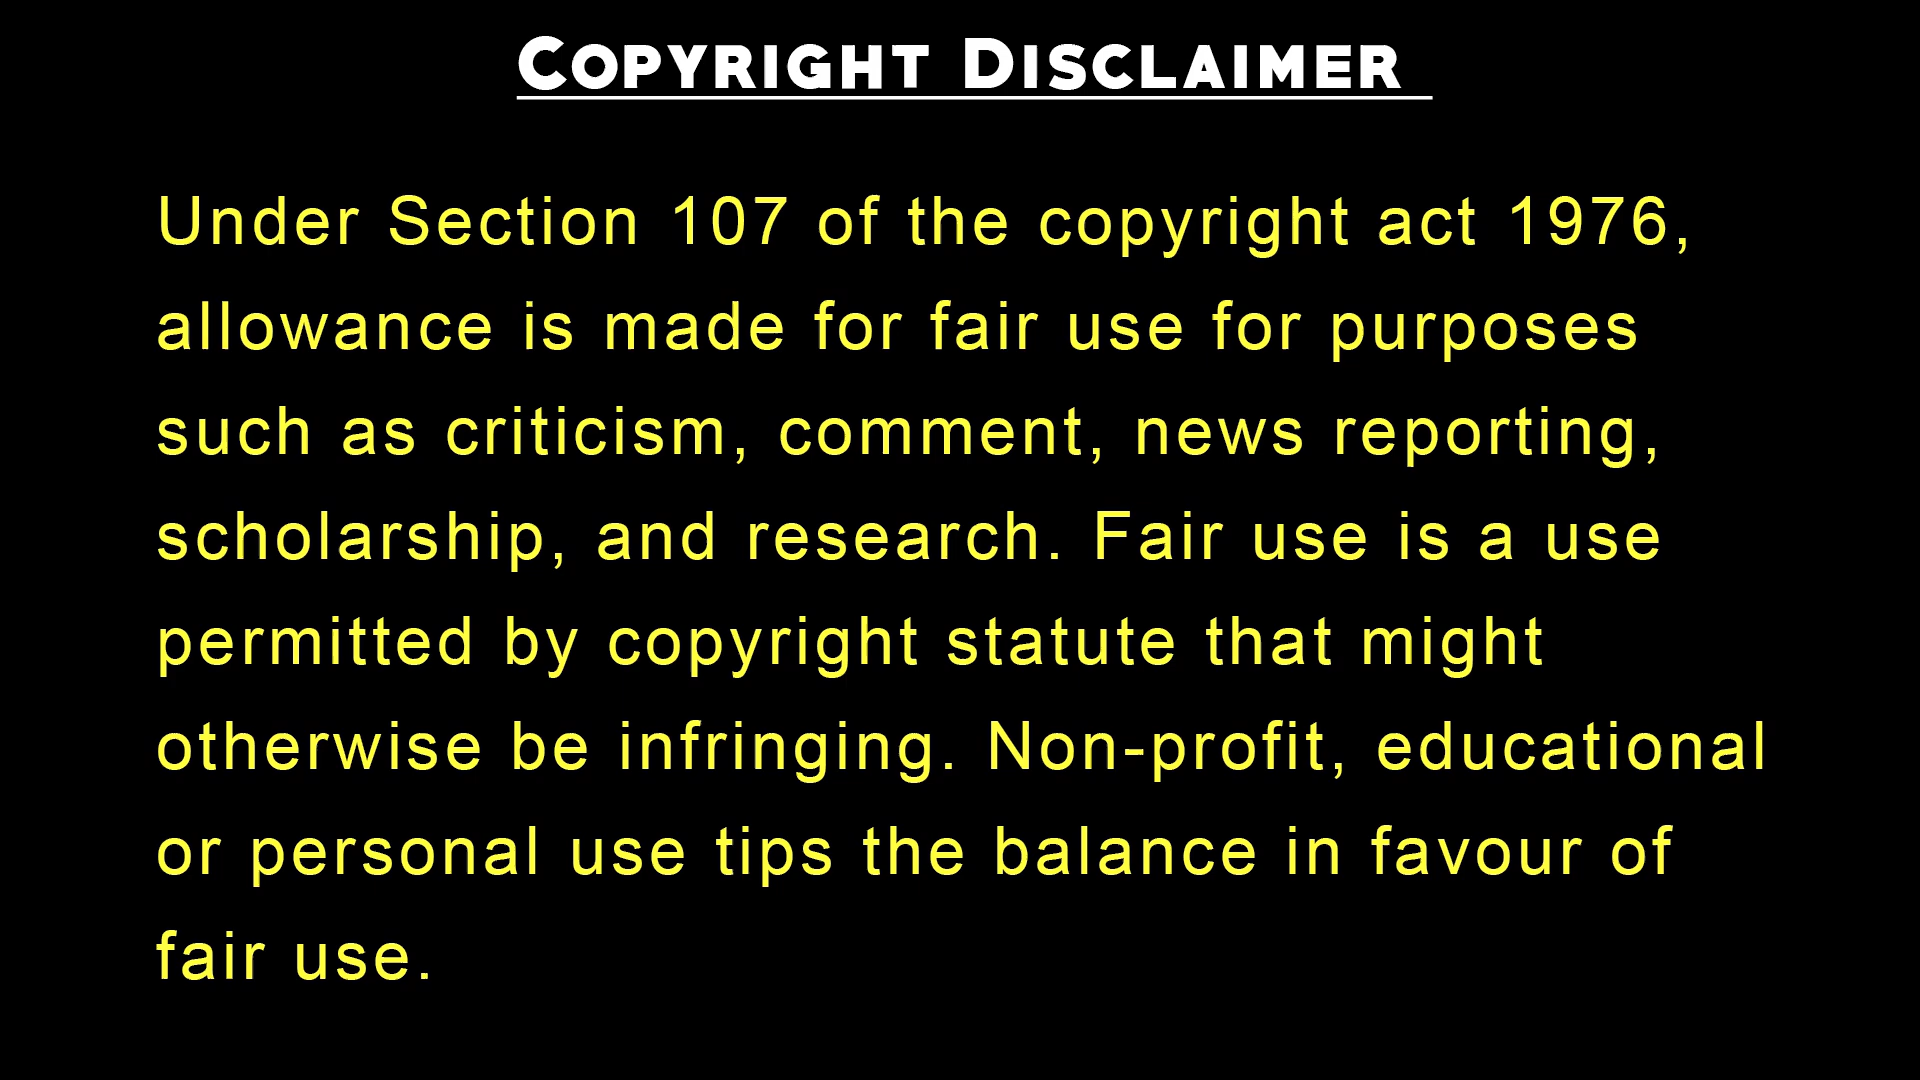 Copyright Disclaimer
Under Section 107 of the copyright act 1976,
allowance is made for fair use for purposes
such as criticism, comment, news reporting,
scholarship, and research. Fair use is a use
permitted by copyright statute that might
otherwise be infringing. Non-profit, educational
or personal use tips the balance in favour of
fair use.